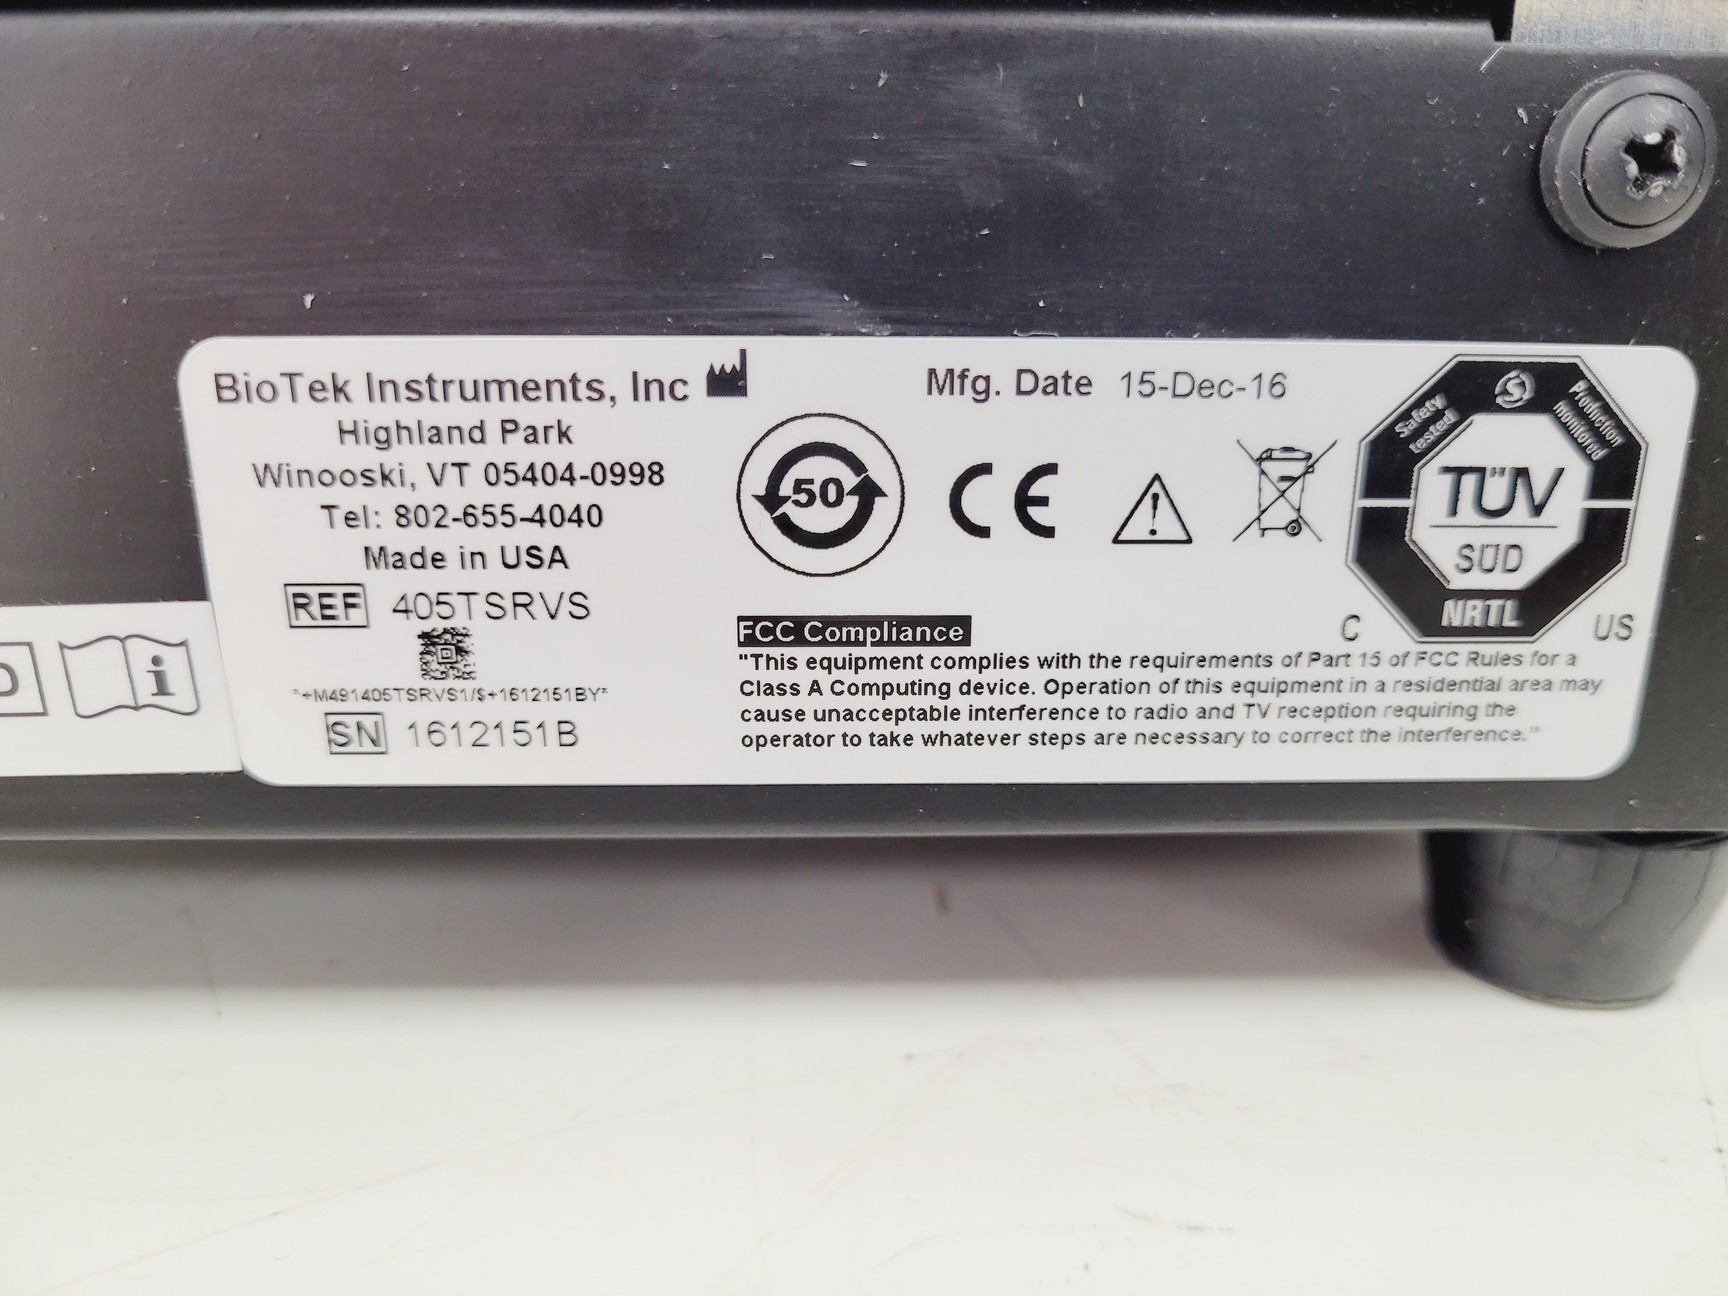 BioTek Instruments, Inc
Highland Park
Winooski, VT 05404-0998
Tel: 802-655-4040
Made in USA
REF 405TSRVS
*+M491405TSRVS1/$+1612151BY*
SN 1612151B
Mfg. Date 15-Dec-16
50
CE
Safety tested
S
Production monitored
TÜV
SÜD
NRTL
C US
FCC Compliance
"This equipment complies with the requirements of Part 15 of FCC Rules for a
Class A Computing device. Operation of this equipment in a residential area may
cause unacceptable interference to radio and TV reception requiring the
operator to take whatever steps are necessary to correct the interference."
i